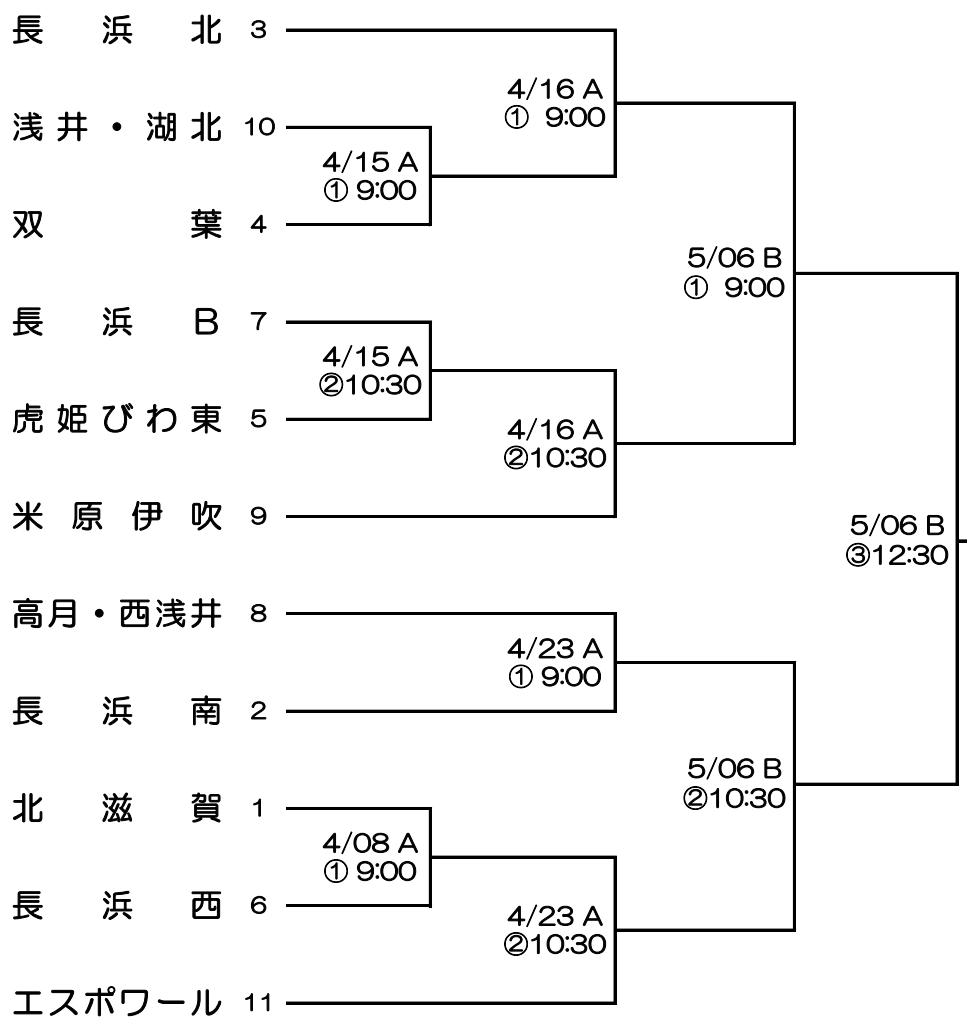 長浜北 3
4/16 A
① 9:00
浅井・湖北 10
4/15 A
① 9:00
双葉 4
5/06 B
① 9:00
長浜B 7
4/15 A
②10:30
虎姫びわ東 5
4/16 A
②10:30
米原伊吹 9
5/06 B
③12:30
高月・西浅井 8
4/23 A
① 9:00
長浜南 2
5/06 B
②10:30
北滋賀 1
4/08 A
① 9:00
長浜西 6
4/23 A
②10:30
エスポワール 11